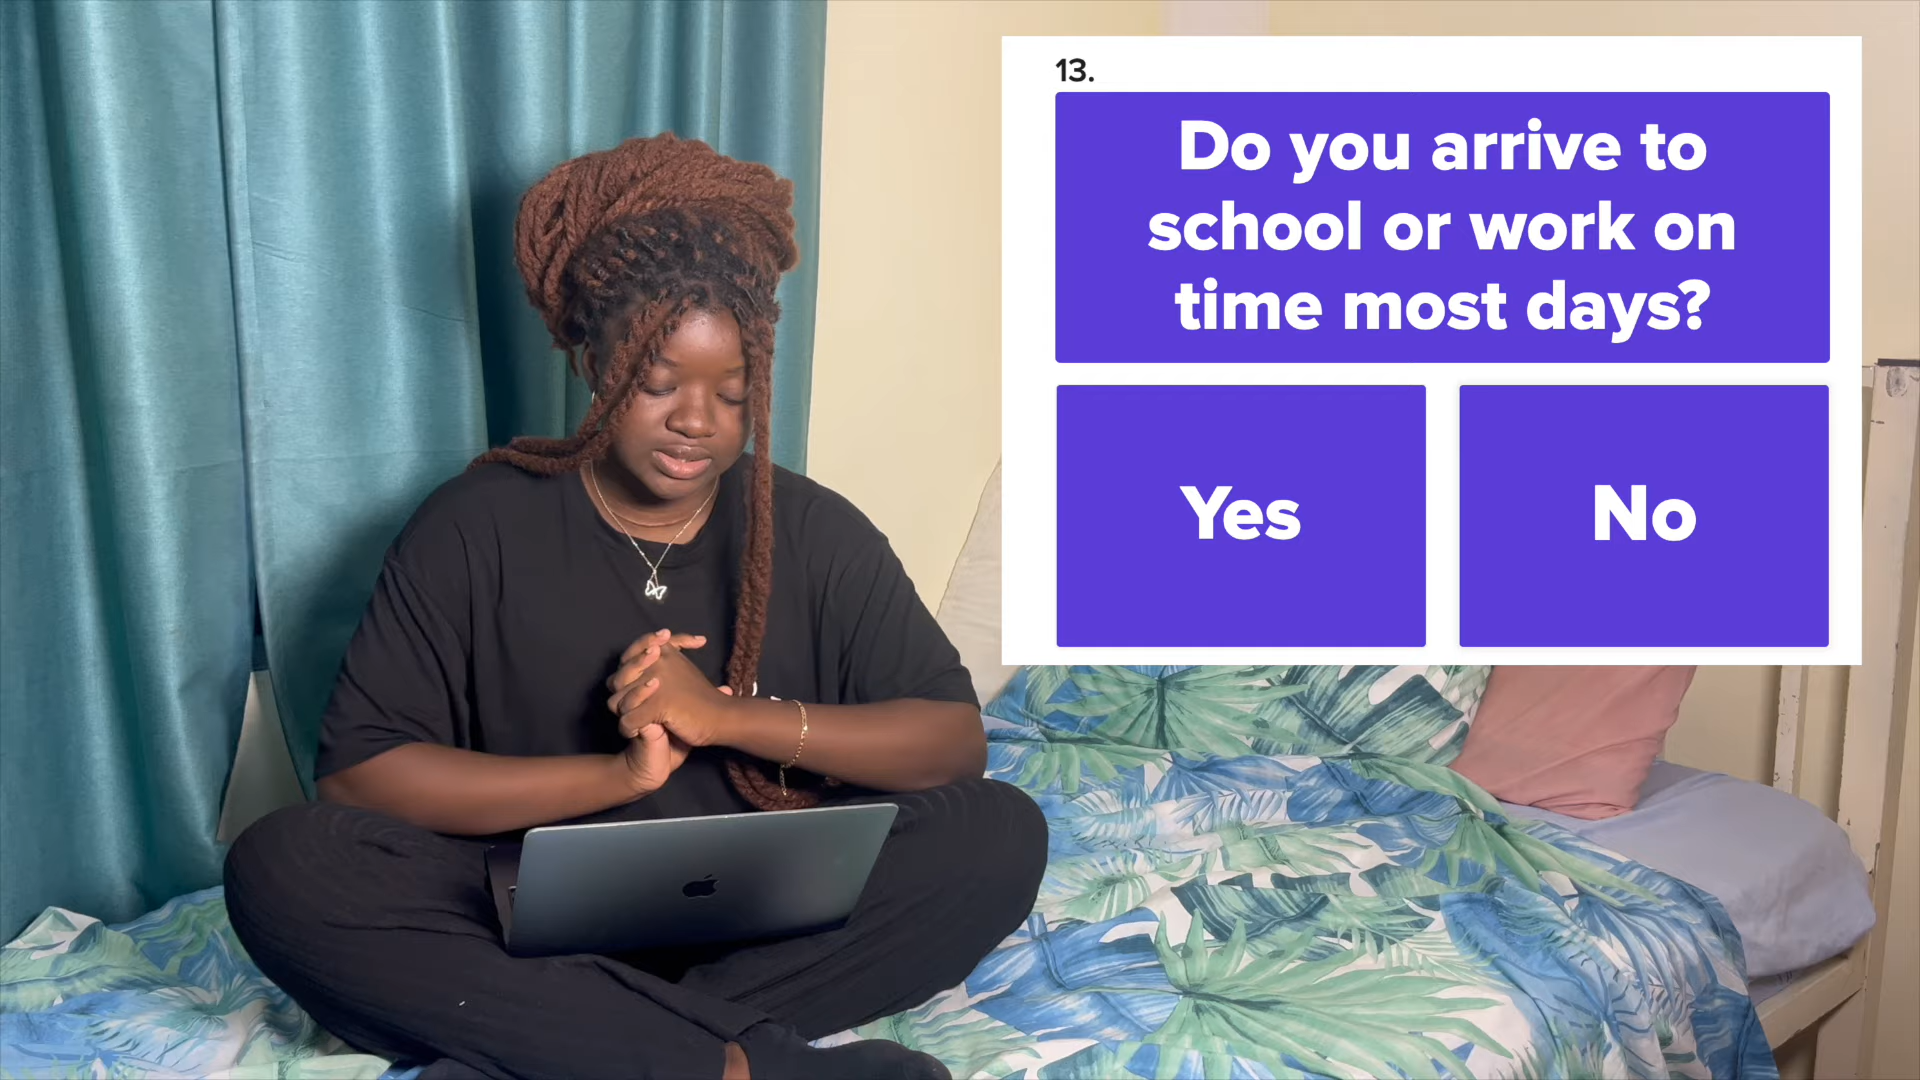 13.
Do you arrive to
school or work on
time most days?
Yes
No